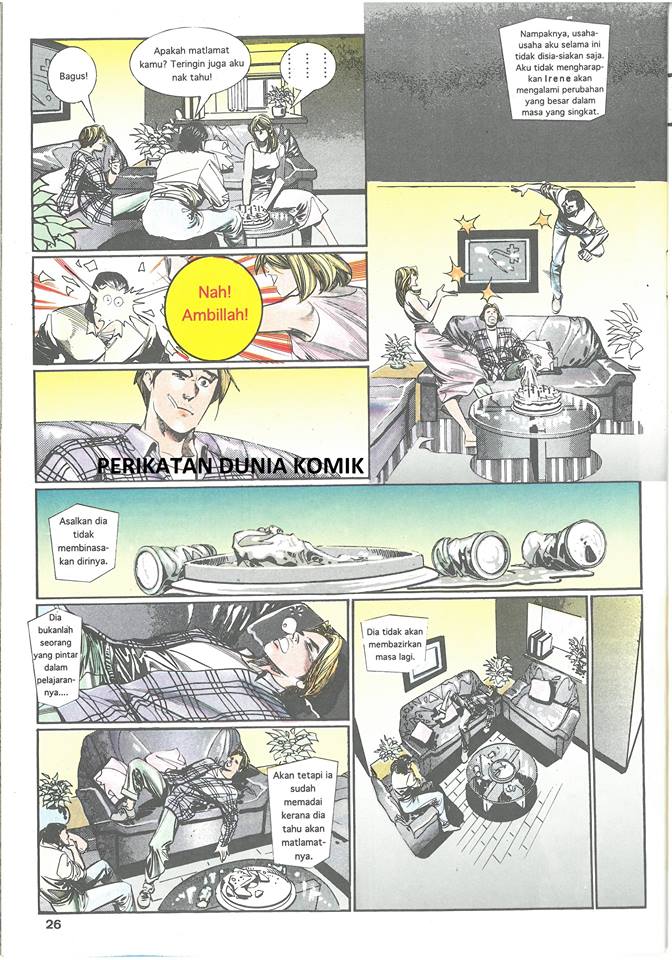 Bagus!
Apakah matlamat
kamu? Teringin juga aku
nak tahu!
Nampaknya, usaha-
usaha aku selama ini
tidak disia-siakan saja.
Aku tidak mengharap-
kan Irene akan
mengalami perubahan
yang besar dalam
masa yang singkat.
Nah!
Ambillah!
PERIKATAN DUNIA KOMIK
Asalkan dia
tidak
membinasa-
kan dirinya.
Dia
bukanlah
seorang
yang pintar
dalam
pelajaran-
nya....
Dia tidak akan
membazirkan
masa lagi.
Akan tetapi ia
sudah
memadai
kerana dia
tahu akan
matlamat-
nya.
26